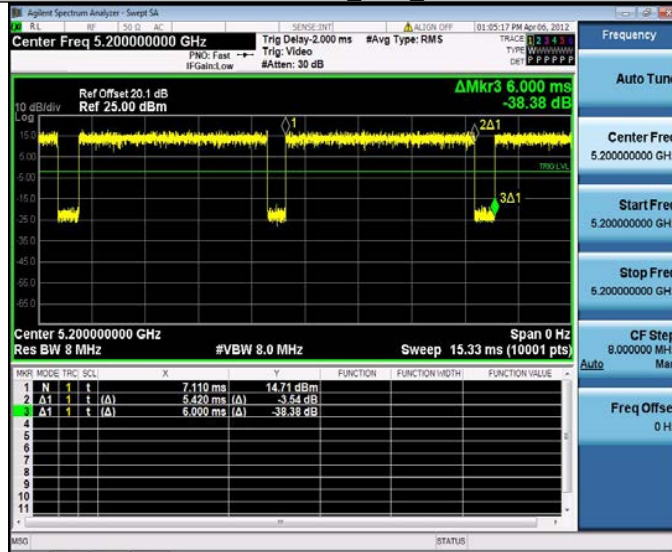 Agilent Spectrum Analyzer - Swept SA
RL RF 50 Ω AC SENSE:INT ALIGN OFF 01:05:17 PM Apr 06, 2012
Center Freq 5.200000000 GHz
PNO: Fast
IFGain:Low
Trig Delay-2.000 ms
Trig: Video
#Atten: 30 dB
#Avg Type: RMS
TRACE 1 2 3 4 5 6
TYPE WWWWWW
DET P P P P P P
Ref Offset 20.1 dB
10 dB/div Ref 25.00 dBm
Log
ΔMkr3 6.000 ms
-38.38 dB
15.0
5.00
-5.00
-15.0
-25.0
-35.0
-45.0
-55.0
-65.0
1
2Δ1
3Δ1
TRIG LVL
Center 5.200000000 GHz Span 0 Hz
Res BW 8 MHz #VBW 8.0 MHz Sweep 15.33 ms (10001 pts)
MKR MODE TRC SCL X Y FUNCTION FUNCTION WIDTH FUNCTION VALUE
1 N 1 t 7.110 ms 14.71 dBm
2 Δ1 1 t (Δ) 5.420 ms (Δ) -3.54 dB
3 Δ1 1 t (Δ) 6.000 ms (Δ) -38.38 dB
4
5
6
7
8
9
10
11
MSG STATUS
Frequency
Auto Tune
Center Freq
5.200000000 GH
Start Freq
5.200000000 GH
Stop Freq
5.200000000 GH
CF Step
8.000000 MH
Auto Man
Freq Offset
0 H